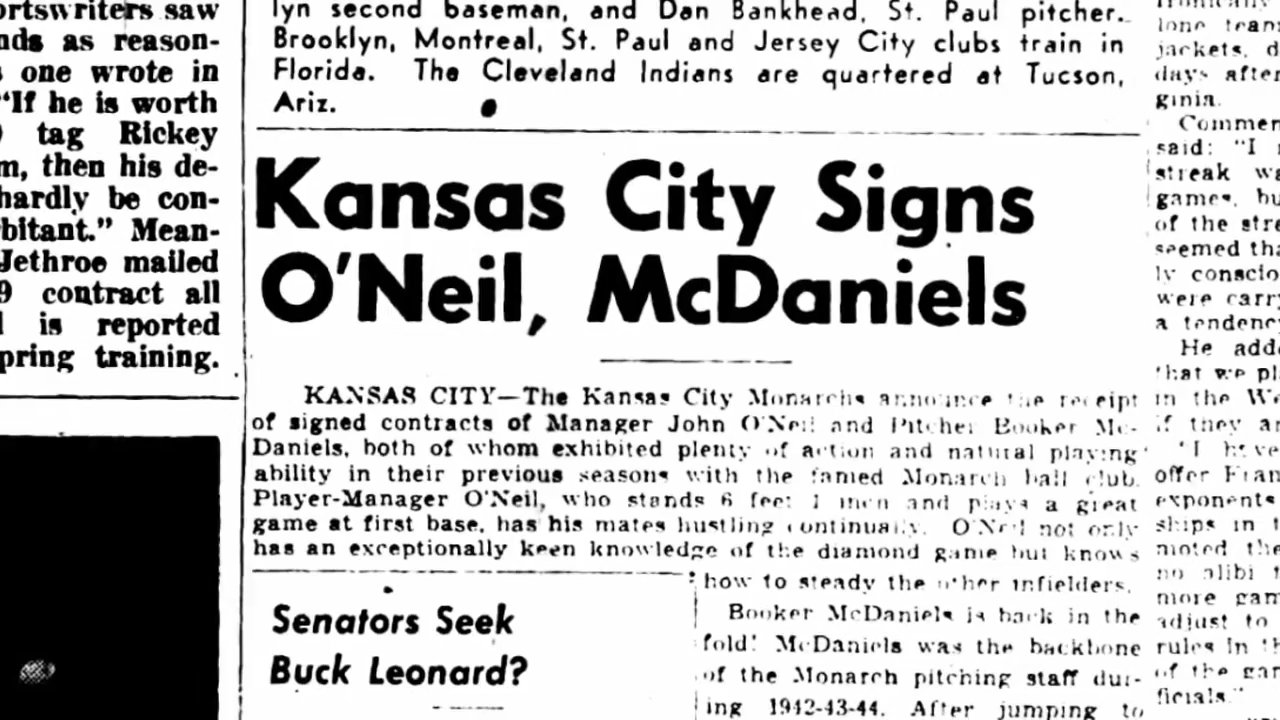 ortswriters saw
nds as reason-
one wrote in
"If he is worth
tag Rickey
m, then his de-
hardly be con-
bitant." Mean-
Jethroe mailed
9 contract all
is reported
pring training.
lyn second baseman, and Dan Bankhead, St. Paul pitcher.
Brooklyn, Montreal, St. Paul and Jersey City clubs train in
Florida. The Cleveland Indians are quartered at Tucson,
Ariz.
Kansas City Signs
O'Neil, McDaniels
KANSAS CITY—The Kansas City Monarchs announce the receipt
of signed contracts of Manager John O'Neil and Pitcher Booker Mc-
Daniels, both of whom exhibited plenty of action and natural playing
ability in their previous seasons with the famed Monarch ball club.
Player-Manager O'Neil, who stands 6 feet 1 inch and plays a great
game at first base, has his mates hustling continually. O'Neil not only
has an exceptionally keen knowledge of the diamond game but knows
how to steady the other infielders.
Booker McDaniels is back in the
fold! McDaniels was the backbone
of the Monarch pitching staff dur-
ing 1942-43-44. After jumping to
Senators Seek
Buck Leonard?
lone team
jackets, d
days after
ginia.
Commen
said: "I
streak wa
games, bu
of the stre
seemed tha
ly conscio
were carry
a tendenc
He adde
that we pl
in the We
if they ar
"I have
offer Fran
exponents
ships in t
moted the
no alibi t
more gam
adjust to
rules in th
of the gam
ficials."